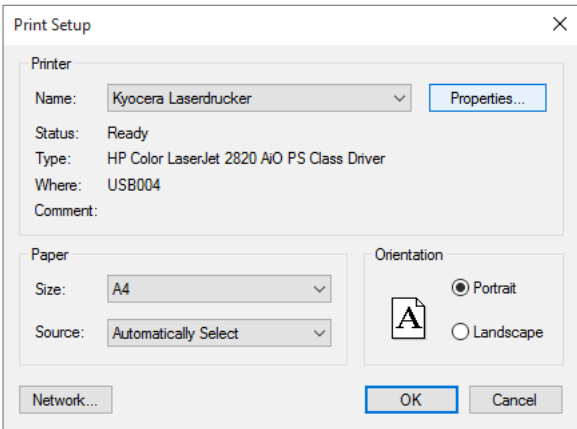 Print Setup
Printer
Name: Kyocera Laserdrucker Properties...
Status: Ready
Type: HP Color LaserJet 2820 AiO PS Class Driver
Where: USB004
Comment:
Paper
Size: A4
Source: Automatically Select
Orientation
A
Portrait
Landscape
Network... OK Cancel